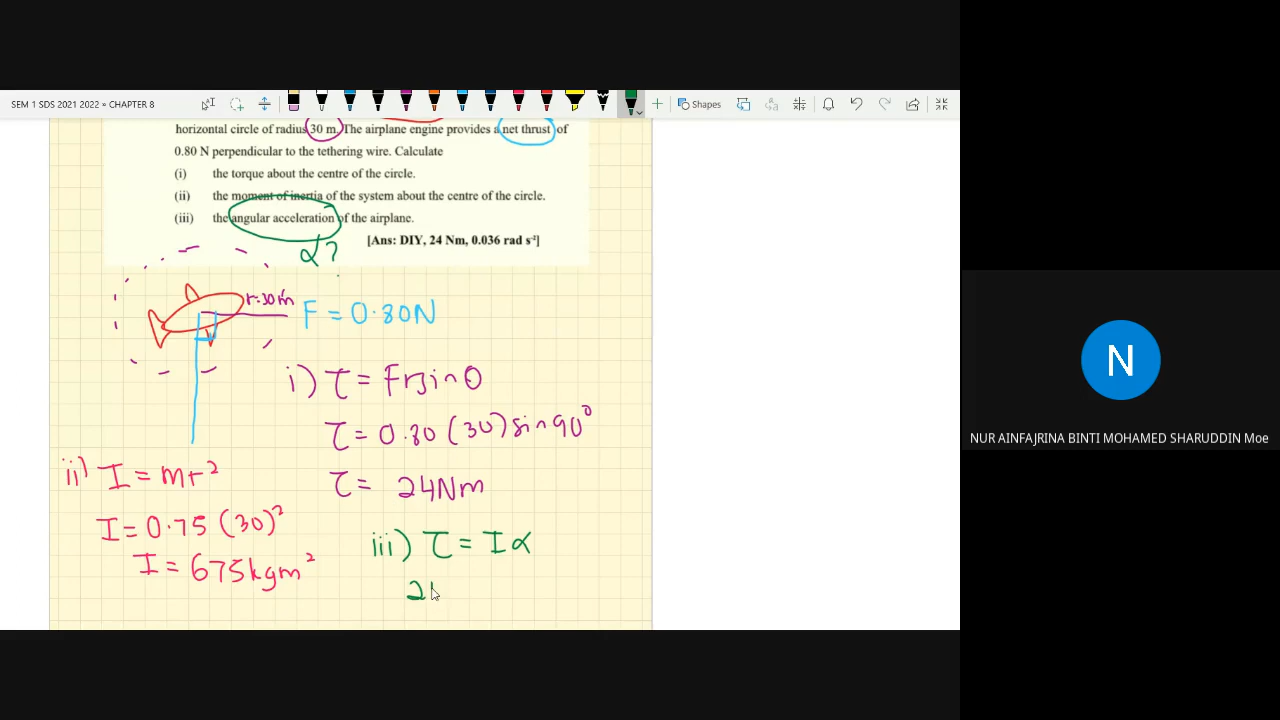 SEM 1 SDS 2021 2022 » CHAPTER 8
Shapes
horizontal circle of radius 30 m. The airplane engine provides a net thrust of
0.80 N perpendicular to the tethering wire. Calculate
(i) the torque about the centre of the circle.
(ii) the moment of inertia of the system about the centre of the circle.
(iii) the angular acceleration of the airplane.
[Ans: DIY, 24 Nm, 0.036 rad s⁻²]
α?
r=30m
F = 0.80N
i) τ = Frsinθ
τ = 0.80 (30) sin 90°
τ = 24Nm
ii) I = mr²
I = 0.75 (30)²
I = 675kgm²
iii) τ = Iα
2
N
NUR AINFAJRINA BINTI MOHAMED SHARUDDIN Moe